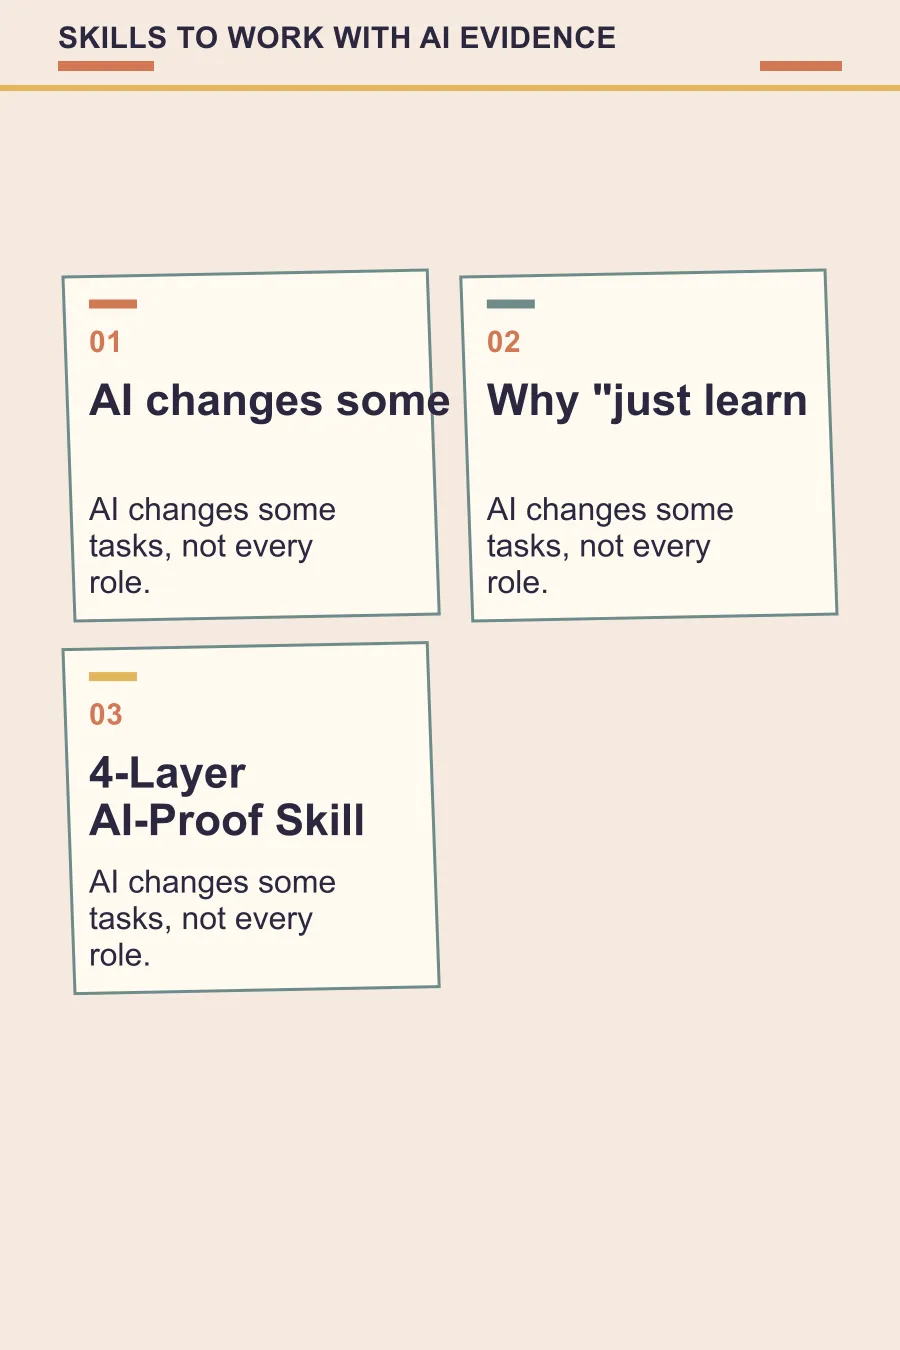 SKILLS TO WORK WITH AI EVIDENCE
01
AI changes some
AI changes some
tasks, not every
role.
02
Why "just learn
AI changes some
tasks, not every
role.
03
4-Layer
AI-Proof Skill
AI changes some
tasks, not every
role.